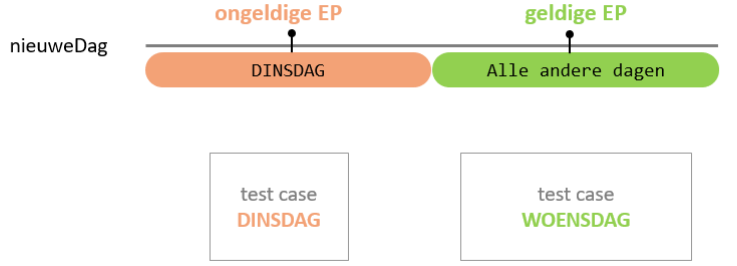 ongeldige EP
geldige EP
nieuweDag
DINSDAG
Alle andere dagen
test case
DINSDAG
test case
WOENSDAG